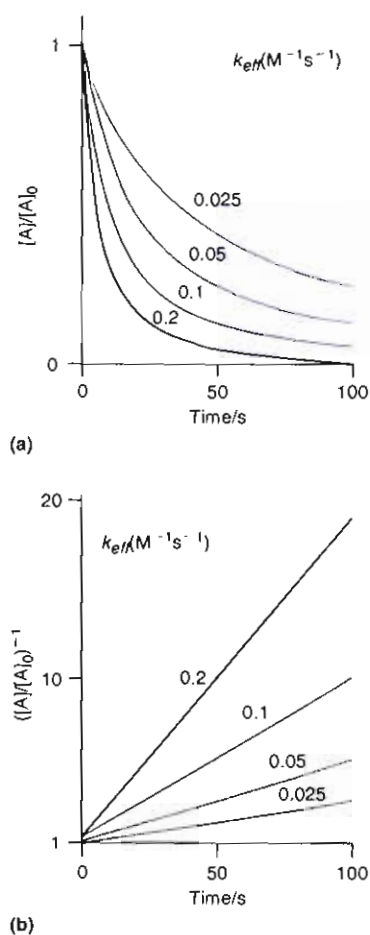 1
k_eff(M⁻¹s⁻¹)
[A]/[A]₀
0.025
0.05
0.1
0.2
0
0 50 100
Time/s
(a)
20
k_eff(M⁻¹s⁻¹)
([A]/[A]₀)⁻¹
0.2
10
0.1
0.05
0.025
1
0 50 100
Time/s
(b)